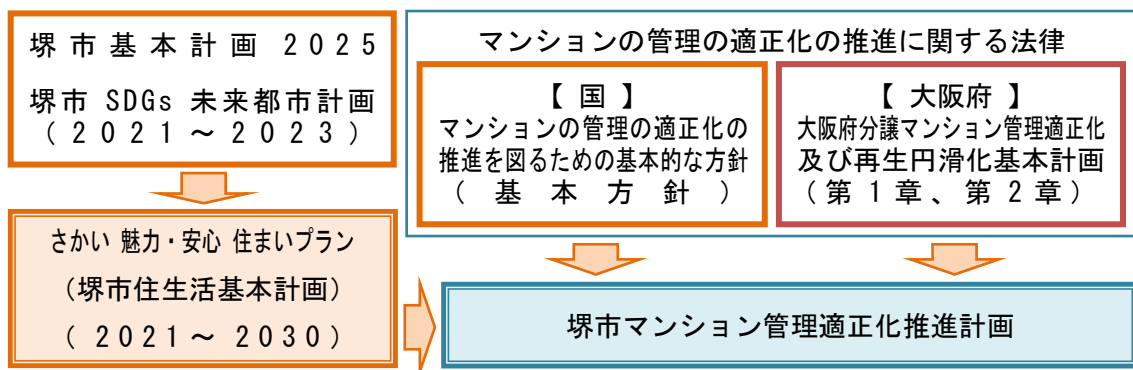 堺市基本計画 2025
堺市 SDGs 未来都市計画
(2021～2023)
マンションの管理の適正化の推進に関する法律
【 国 】
マンションの管理の適正化の
推進を図るための基本的な方針
(基本方針)
【 大阪府 】
大阪府分譲マンション管理適正化
及び再生円滑化基本計画
(第1章、第2章)
さかい 魅力・安心 住まいプラン
(堺市住生活基本計画)
(2021～2030)
堺市マンション管理適正化推進計画